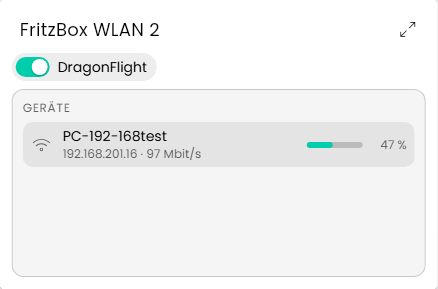 FritzBox WLAN 2
DragonFlight
GERÄTE
PC-192-168test
192.168.201.16 · 97 Mbit/s
47 %